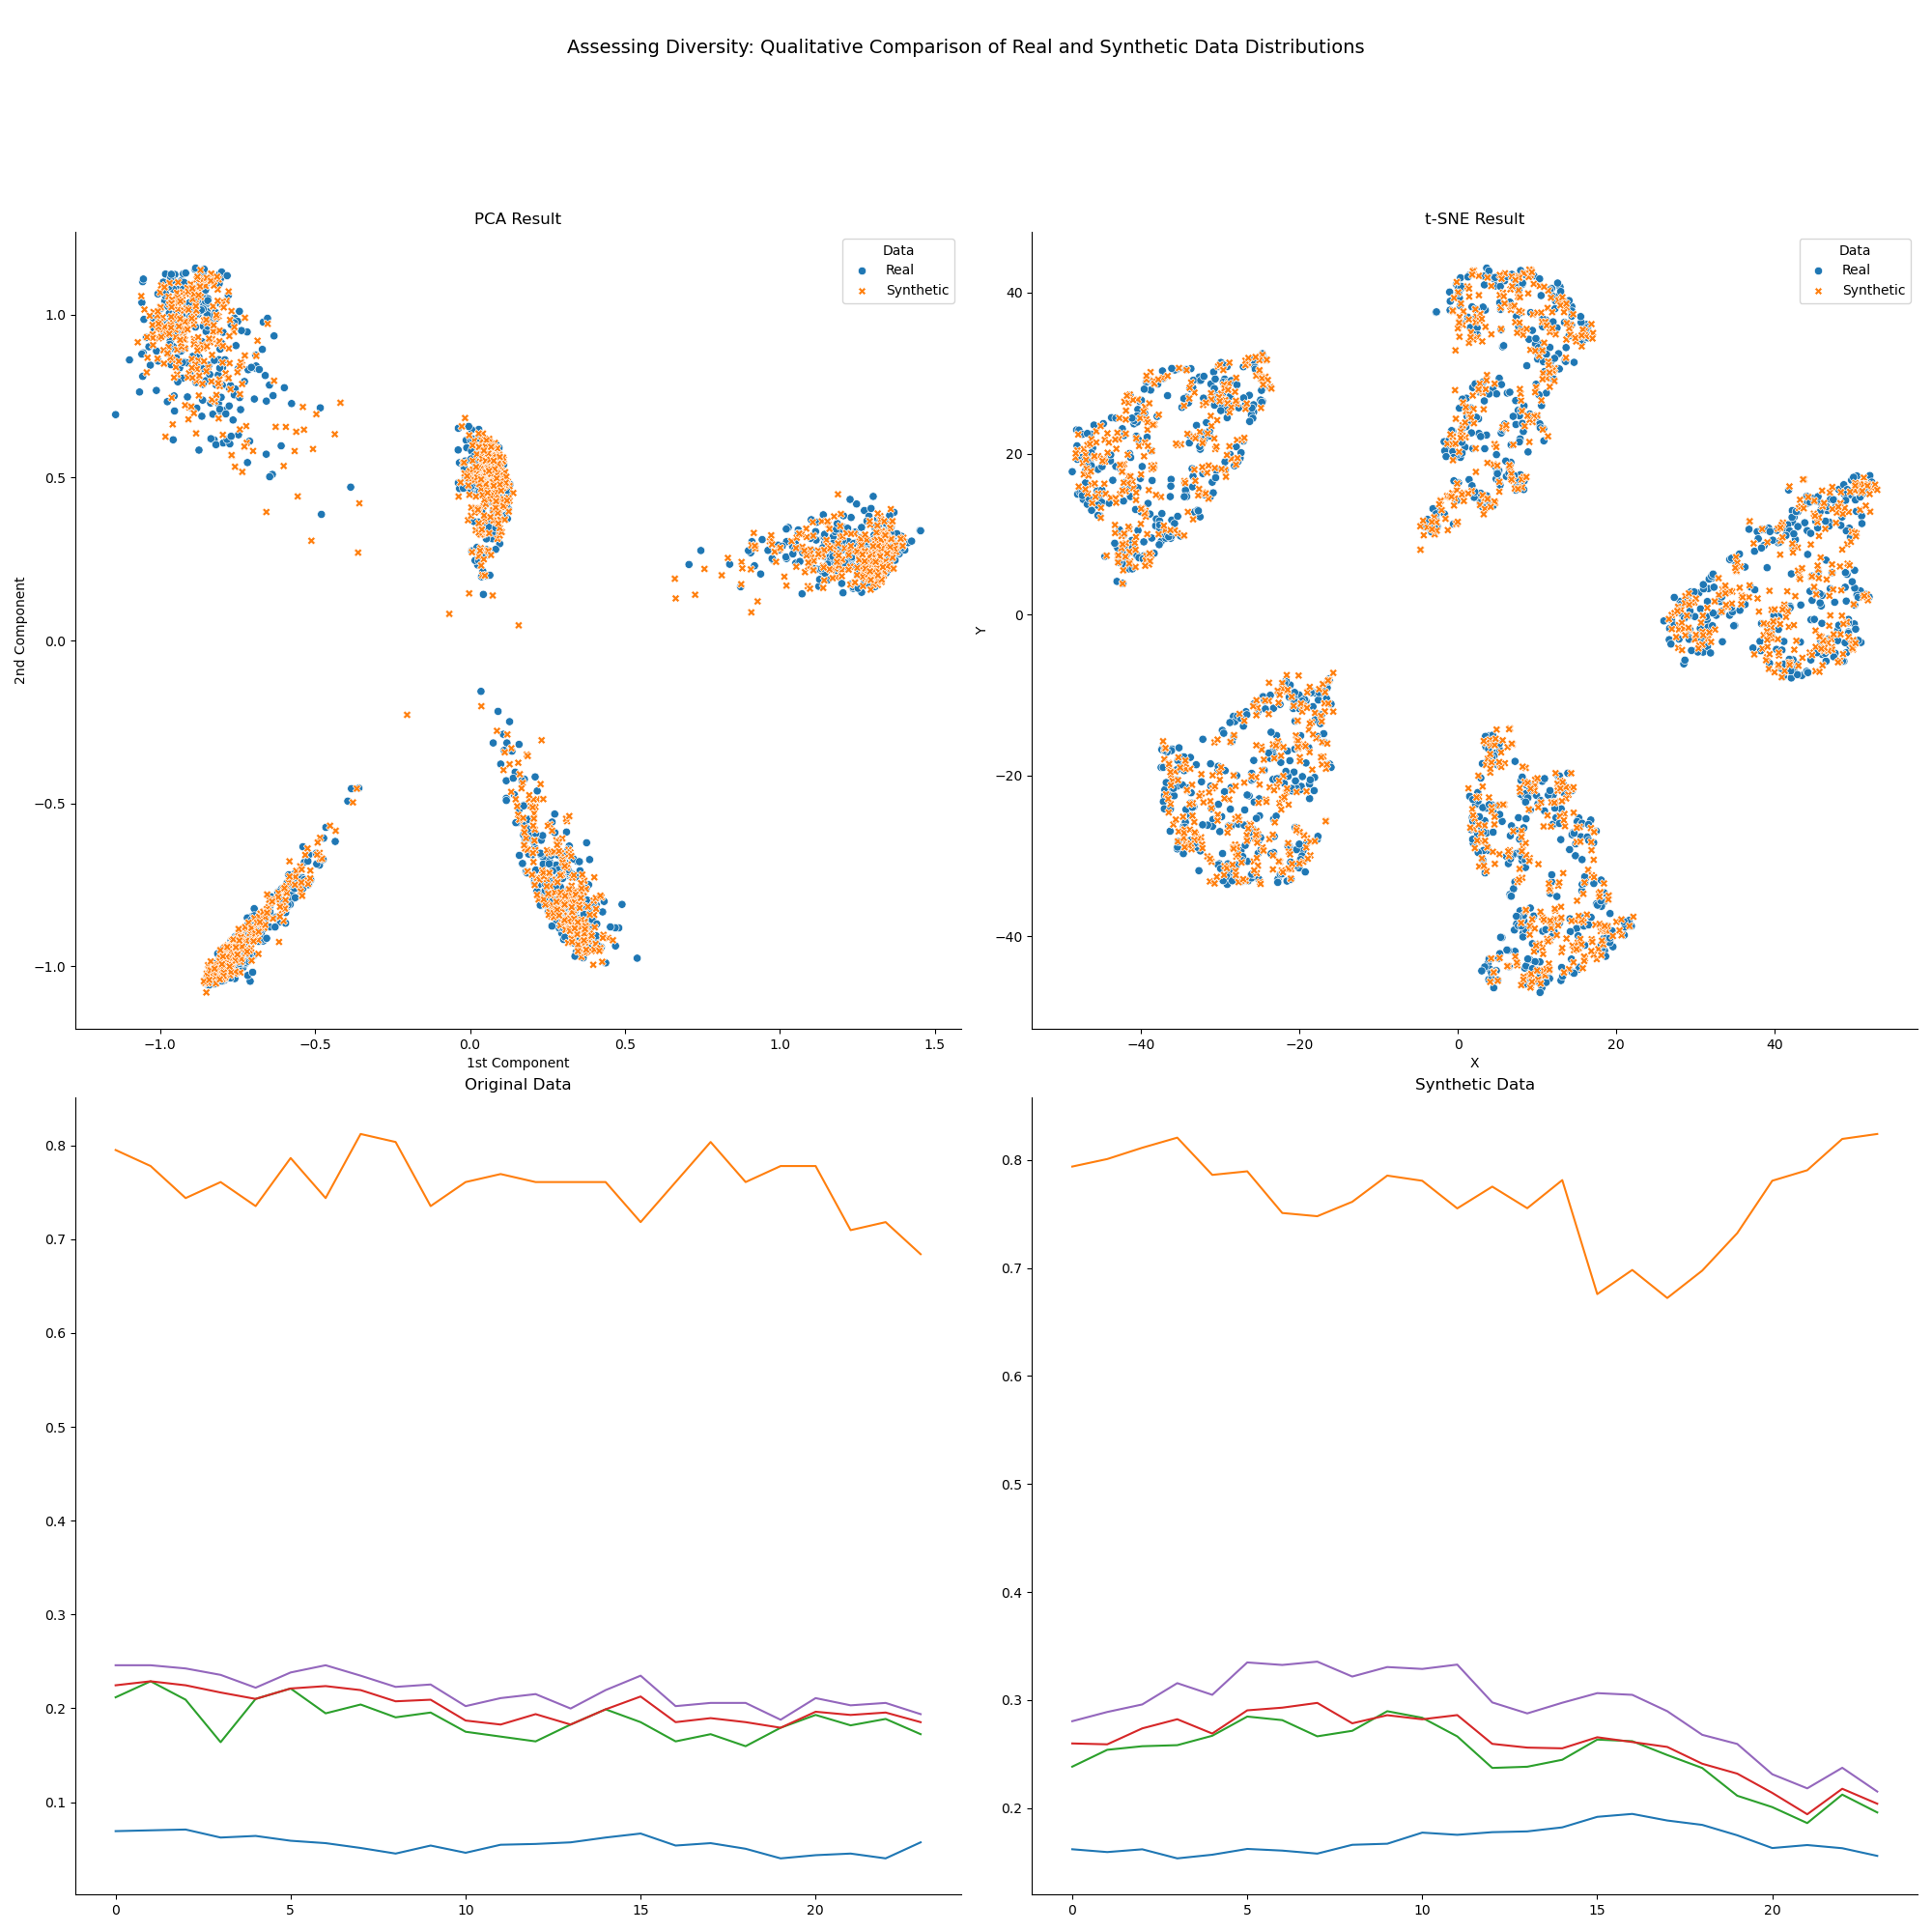 Assessing Diversity: Qualitative Comparison of Real and Synthetic Data Distributions
PCA Result
Data
Real
Synthetic
1.0
0.5
0.0
−0.5
−1.0
2nd Component
−1.0 −0.5 0.0 0.5 1.0 1.5
1st Component
t-SNE Result
Data
Real
Synthetic
40
20
0
−20
−40
Y
−40 −20 0 20 40
X
Original Data
0.8
0.7
0.6
0.5
0.4
0.3
0.2
0.1
0 5 10 15 20
Synthetic Data
0.8
0.7
0.6
0.5
0.4
0.3
0.2
0 5 10 15 20